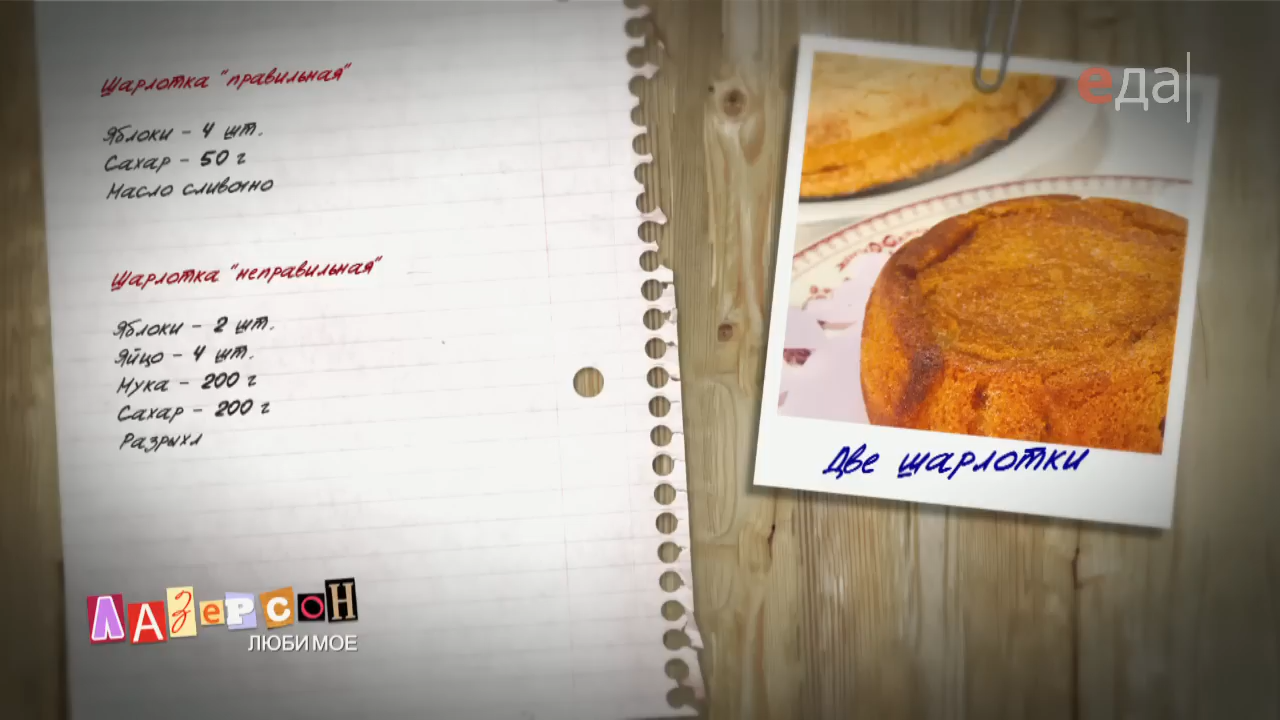 Шарлотка "правильная"
Яблоки - 4 шт.
Сахар - 50 г
Масло сливочно
Шарлотка "неправильная"
Яблоки - 2 шт.
Яйцо - 4 шт.
Мука - 200 г
Сахар - 200 г
Разрыхл
еда
Две шарлотки
ЛАЗЕРСОН
ЛЮБИМОЕ